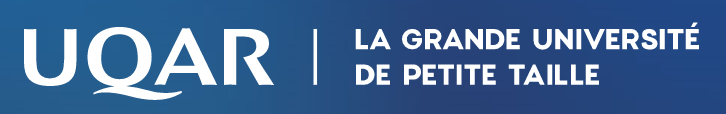 UQAR
LA GRANDE UNIVERSITÉ
DE PETITE TAILLE